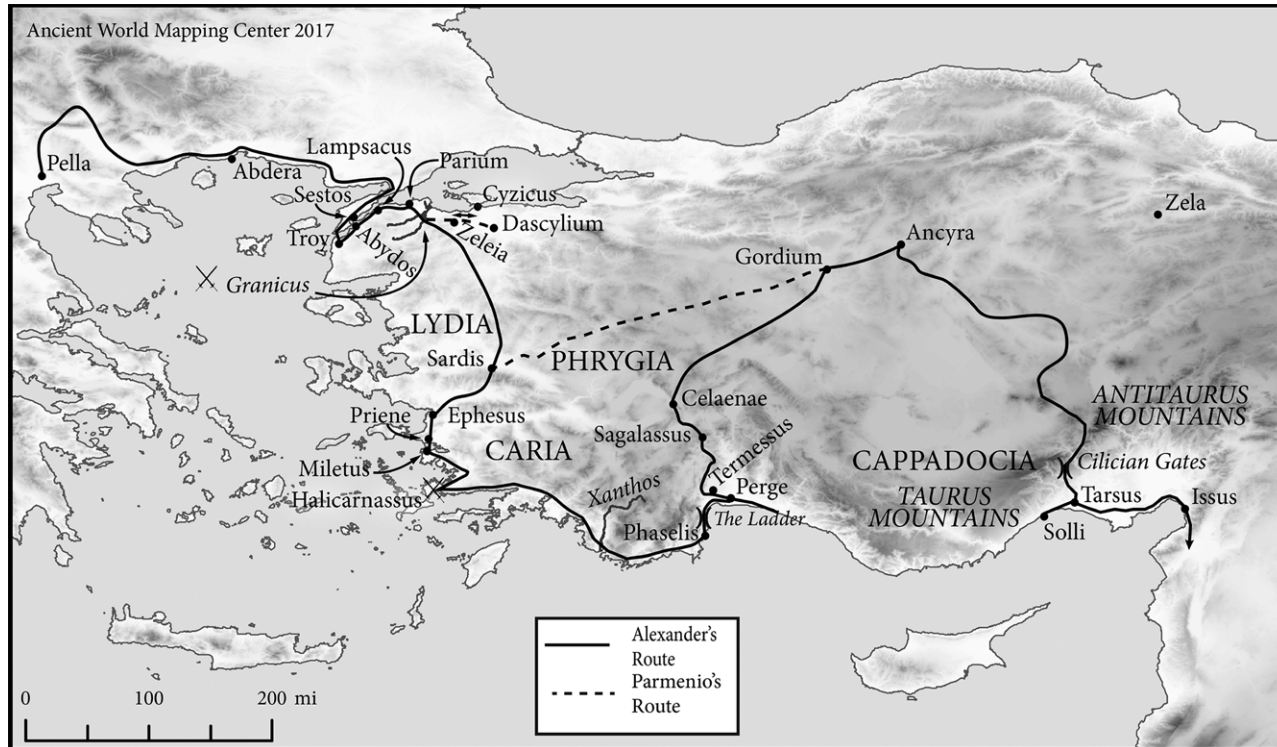 Ancient World Mapping Center 2017
Lampsacus
Parium
Pella
Abdera
Sestos
Cyzicus
Zela
Dascylium
Troy
Abydos
Zeleia
Ancyra
Gordium
Granicus
LYDIA
Sardis
PHRYGIA
Celaenae
ANTITAURUS
MOUNTAINS
Priene
Ephesus
Sagalassus
Termessus
CARIA
CAPPADOCIA
Cilician Gates
Miletus
Halicarnassus
Xanthos
Perge
TAURUS
MOUNTAINS
Tarsus
Issus
Phaselis
The Ladder
Solli
Alexander's
Route
Parmenio's
Route
0 100 200 mi